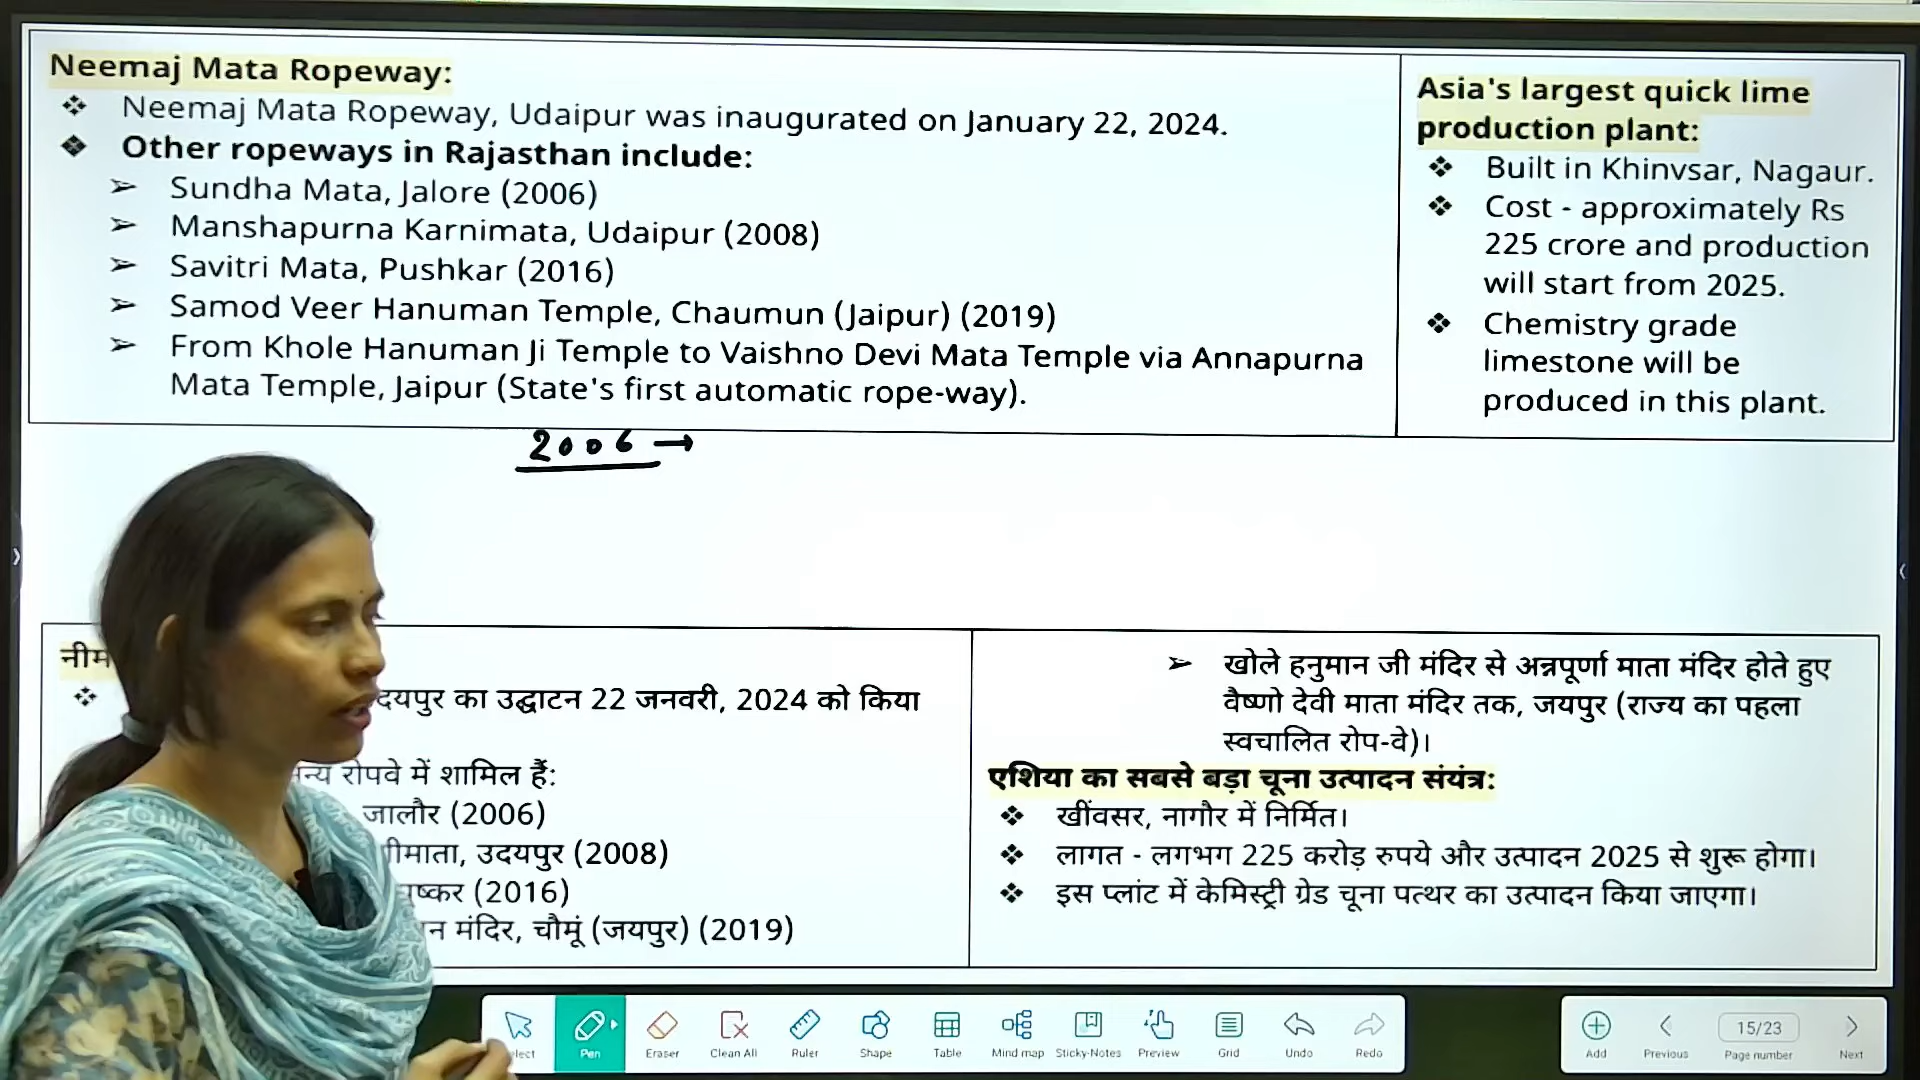 Neemaj Mata Ropeway:
❖ Neemaj Mata Ropeway, Udaipur was inaugurated on January 22, 2024.
❖ Other ropeways in Rajasthan include:
➢ Sundha Mata, Jalore (2006)
➢ Manshapurna Karnimata, Udaipur (2008)
➢ Savitri Mata, Pushkar (2016)
➢ Samod Veer Hanuman Temple, Chaumun (Jaipur) (2019)
➢ From Khole Hanuman Ji Temple to Vaishno Devi Mata Temple via Annapurna
Mata Temple, Jaipur (State's first automatic rope-way).
Asia's largest quick lime
production plant:
❖ Built in Khinvsar, Nagaur.
❖ Cost - approximately Rs
225 crore and production
will start from 2025.
❖ Chemistry grade
limestone will be
produced in this plant.
2006 →
नीम
❖ दयपुर का उद्घाटन 22 जनवरी, 2024 को किया
न्य रोपवे में शामिल हैं:
जालौर (2006)
ीमाता, उदयपुर (2008)
ष्कर (2016)
न मंदिर, चौमूं (जयपुर) (2019)
➢ खोले हनुमान जी मंदिर से अन्नपूर्णा माता मंदिर होते हुए
वैष्णो देवी माता मंदिर तक, जयपुर (राज्य का पहला
स्वचालित रोप-वे)।
एशिया का सबसे बड़ा चूना उत्पादन संयंत्र:
❖ खींवसर, नागौर में निर्मित।
❖ लागत - लगभग 225 करोड़ रुपये और उत्पादन 2025 से शुरू होगा।
❖ इस प्लांट में केमिस्ट्री ग्रेड चूना पत्थर का उत्पादन किया जाएगा।
lect Pen Eraser Clean All Ruler Shape Table Mind map Sticky-Notes Preview Grid Undo Redo
15/23
Add Previous Page number Next